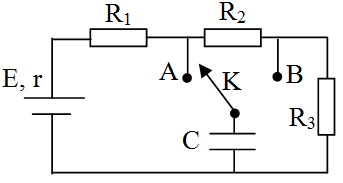 R₁ R₂
E, r A K B
C R₃